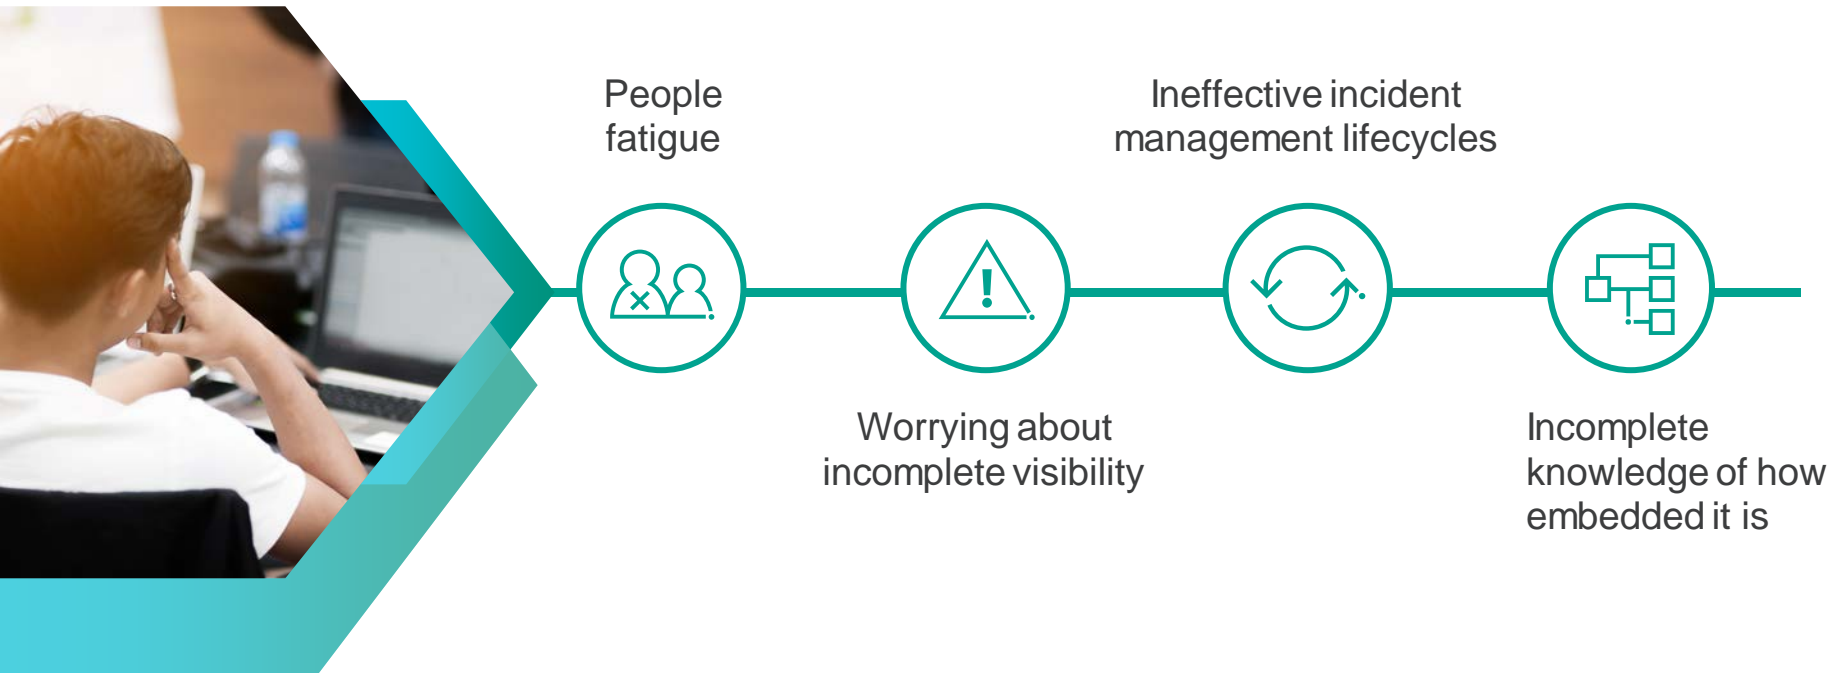 People
fatigue
Worrying about
incomplete visibility
Ineffective incident
management lifecycles
Incomplete
knowledge of how
embedded it is